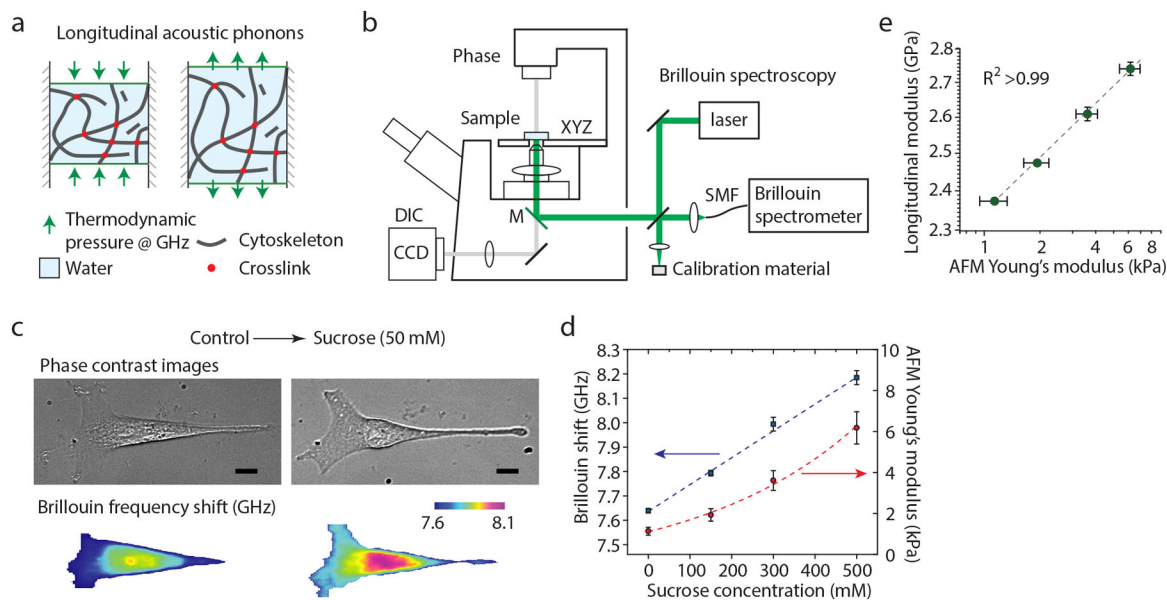 a
Longitudinal acoustic phonons
Thermodynamic
pressure @ GHz
Cytoskeleton
Water
Crosslink
b
Phase
Sample
XYZ
Brillouin spectroscopy
laser
SMF
Brillouin
spectrometer
M
DIC
CCD
Calibration material
e
Longitudinal modulus (GPa)
2.8
2.7
2.6
2.5
2.4
2.3
R² >0.99
1
2
4
6
8
AFM Young's modulus (kPa)
c
Control
Sucrose (50 mM)
Phase contrast images
Brillouin frequency shift (GHz)
7.6
8.1
d
Brillouin shift (GHz)
8.3
8.2
8.1
8.0
7.9
7.8
7.7
7.6
7.5
10
8
6
4
2
0
AFM Young's modulus
(kPa)
0
100
200
300
400
500
Sucrose concentration (mM)